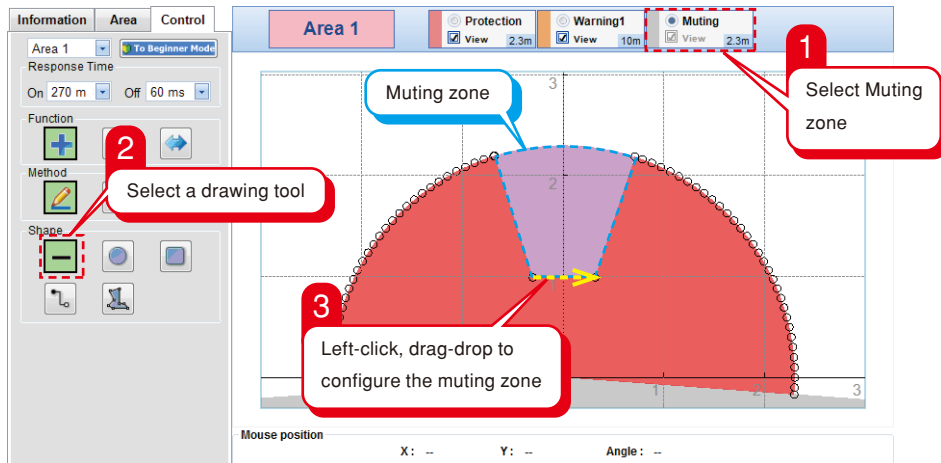 Information
Area
Control
Area 1
To Beginner Mode
Response Time
On
270 m
Off
60 ms
Function
Method
Shape
Area 1
Protection
View
2.3m
Warning1
View
10m
Muting
View
2.3m
1
Select Muting
zone
Muting zone
2
Select a drawing tool
3
Left-click, drag-drop to
configure the muting zone
3
2
1
2
3
Mouse position
X : --
Y : --
Angle : --